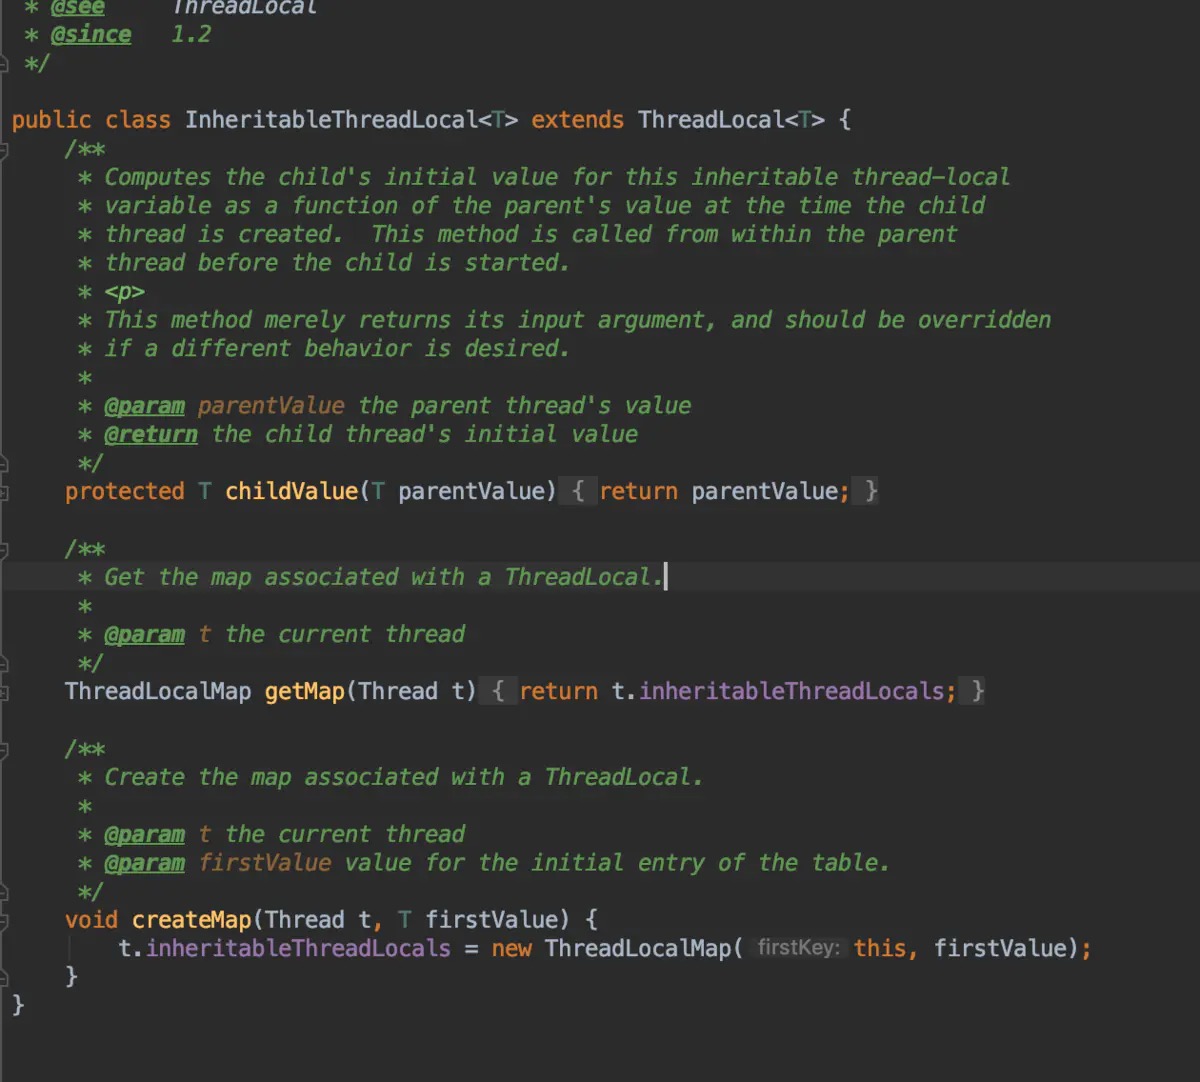 * @see ThreadLocal
* @since 1.2
*/
public class InheritableThreadLocal<T> extends ThreadLocal<T> {
/**
* Computes the child's initial value for this inheritable thread-local
* variable as a function of the parent's value at the time the child
* thread is created.  This method is called from within the parent
* thread before the child is started.
* <p>
* This method merely returns its input argument, and should be overridden
* if a different behavior is desired.
*
* @param parentValue the parent thread's value
* @return the child thread's initial value
*/
protected T childValue(T parentValue) { return parentValue; }
/**
* Get the map associated with a ThreadLocal.
*
* @param t the current thread
*/
ThreadLocalMap getMap(Thread t) { return t.inheritableThreadLocals; }
/**
* Create the map associated with a ThreadLocal.
*
* @param t the current thread
* @param firstValue value for the initial entry of the table.
*/
void createMap(Thread t, T firstValue) {
t.inheritableThreadLocals = new ThreadLocalMap( firstKey: this, firstValue);
}
}